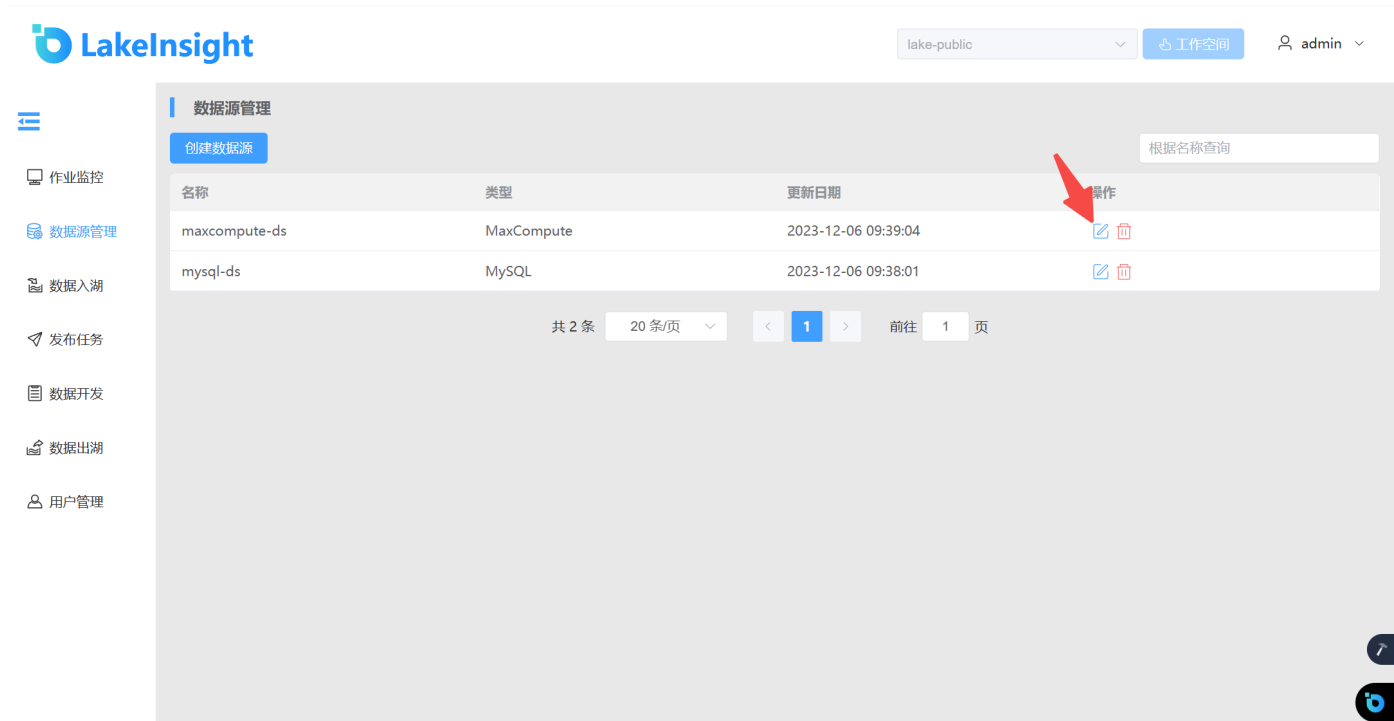 LakeInsight
lake-public
工作空间
admin
数据源管理
创建数据源
根据名称查询
作业监控
数据源管理
数据入湖
发布任务
数据开发
数据出湖
用户管理
名称 类型 更新日期 操作
maxcompute-ds MaxCompute 2023-12-06 09:39:04
mysql-ds MySQL 2023-12-06 09:38:01
共 2 条 20 条/页 1 前往 1 页